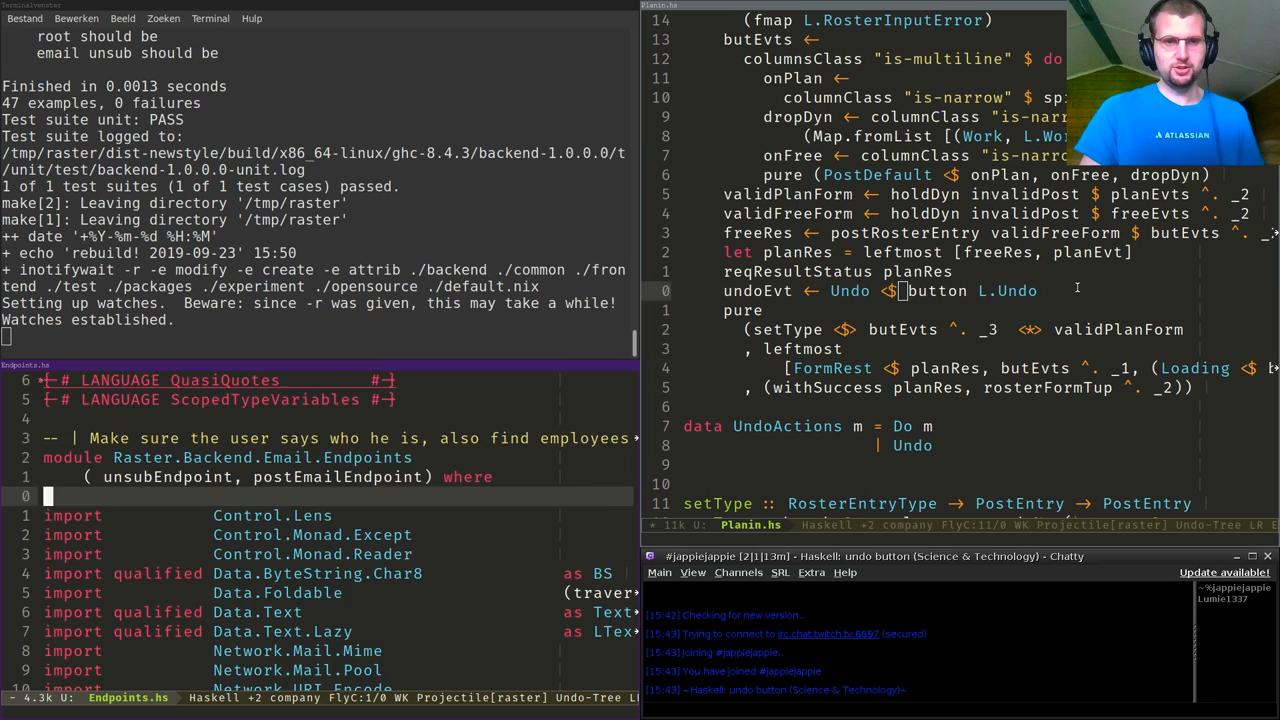 Terminalvenster
Bestand Bewerken Beeld Zoeken Terminal Hulp
root should be
email unsub should be
Finished in 0.0013 seconds
47 examples, 0 failures
Test suite unit: PASS
Test suite logged to:
/tmp/raster/dist-newstyle/build/x86_64-linux/ghc-8.4.3/backend-1.0.0.0/t
/unit/test/backend-1.0.0.0-unit.log
1 of 1 test suites (1 of 1 test cases) passed.
make[2]: Leaving directory '/tmp/raster'
make[1]: Leaving directory '/tmp/raster'
++ date '+%Y-%m-%d %H:%M'
+ echo 'rebuild! 2019-09-23' 15:50
+ inotifywait -r -e modify -e create -e attrib ./backend ./common ./fron
tend ./test ./packages ./experiment ./opensource ./default.nix
Setting up watches.  Beware: since -r was given, this may take a while!
Watches established.
Endpoints.hs
6 {-# LANGUAGE QuasiQuotes #-}
5 {-# LANGUAGE ScopedTypeVariables #-}
4
3 -- | Make sure the user says who he is, also find employees
2 module Raster.Backend.Email.Endpoints
1 ( unsubEndpoint, postEmailEndpoint) where
0
1 import Control.Lens
2 import Control.Monad.Except
3 import Control.Monad.Reader
4 import qualified Data.ByteString.Char8 as BS
5 import Data.Foldable (traver
6 import qualified Data.Text as Text
7 import qualified Data.Text.Lazy as LTex
8 import Network.Mail.Mime
9 import Network.Mail.Pool
10 import Network.URI.Encode
- 4.3k U: Endpoints.hs Haskell +2 company FlyC:1/0 WK Projectile[raster] Undo-Tree LR
Planin.hs
14 (fmap L.RosterInputError)
13 butEvts ←
12 columnsClass "is-multiline" $ do
11 onPlan ←
10 columnClass "is-narrow" $ sp
9 dropDyn ← columnClass "is-nar
8 (Map.fromList [(Work, L.Wo
7 onFree ← columnClass "is-narr
6 pure (PostDefault <$ onPlan, onFree, dropDyn)
5 validPlanForm ← holdDyn invalidPost $ planEvts ^. _2
4 validFreeForm ← holdDyn invalidPost $ freeEvts ^. _2
3 freeRes ← postRosterEntry validFreeForm $ butEvts ^.
2 let planRes = leftmost [freeRes, planEvt]
1 reqResultStatus planRes
0 undoEvt ← Undo <$ button L.Undo
1 pure
2 (setType <$> butEvts ^. _3 <*> validPlanForm
3 , leftmost
4 [FormRest <$ planRes, butEvts ^. _1, (Loading <$ b
5 , (withSuccess planRes, rosterFormTup ^. _2))
6
7 data UndoActions m = Do m
8 | Undo
9
10
11 setType :: RosterEntryType → PostEntry → PostEntry
* 11k U: Planin.hs Haskell +2 company FlyC:11/0 WK Projectile[raster] Undo-Tree LR E
ATLASSIAN
#jappiejappie [2|1|13m] - Haskell: undo button (Science & Technology) - Chatty
Main View Channels SRL Extra Help Update available!
[15:42] Checking for new version..
[15:43] Trying to connect to irc.chat.twitch.tv:6697 (secured)
[15:43] Joining #jappiejappie..
[15:43] You have joined #jappiejappie
[15:43] ~Haskell: undo button (Science & Technology)~
~%jappiejappie
Lumie1337